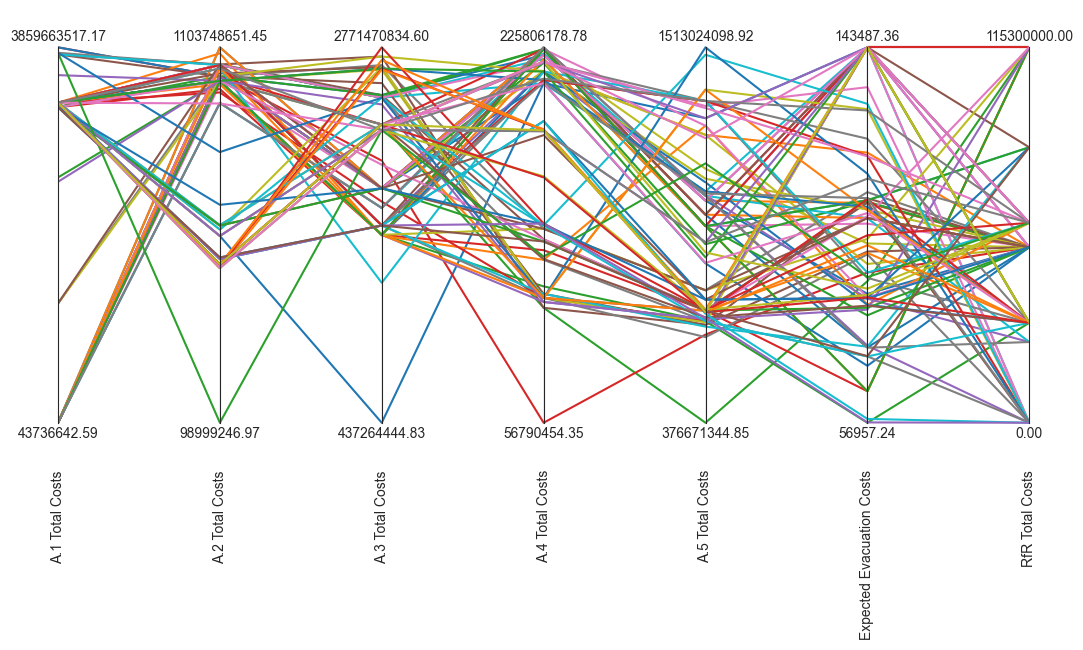 3859663517.17 1103748651.45 2771470834.60 225806178.78 1513024098.92 143487.36 115300000.00
43736642.59 98999246.97 437264444.83 56790454.35 376671344.85 56957.24 0.00
A.1 Total Costs
A.2 Total Costs
A.3 Total Costs
A.4 Total Costs
A.5 Total Costs
Expected Evacuation Costs
RfR Total Costs